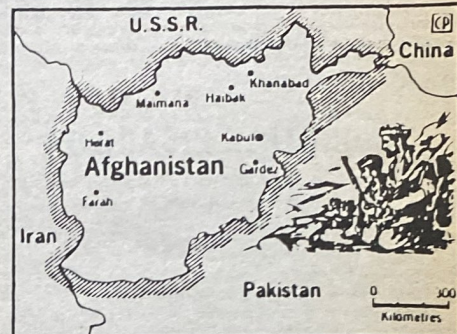 U.S.S.R.
CP
China
Khanabad
Maimana
Haibak
Herat
Kabul
Afghanistan
Gardez
Farah
Iran
Pakistan
0 300
Kilometres